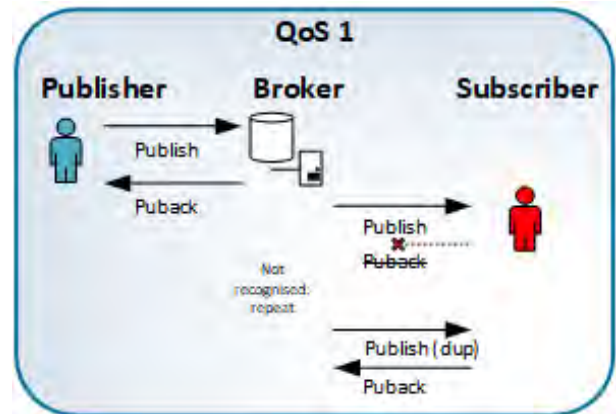 QoS 1
Publisher
Broker
Subscriber
Publish
Puback
Publish
Puback
Not
recognised,
repeat
Publish ( dup)
Puback